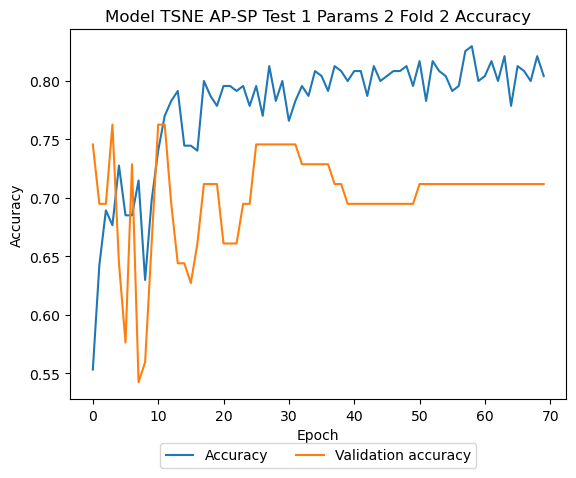 Model TSNE AP-SP Test 1 Params 2 Fold 2 Accuracy
0.80
0.75
0.70
0.65
0.60
0.55
Accuracy
0 10 20 30 40 50 60 70
Epoch
Accuracy Validation accuracy